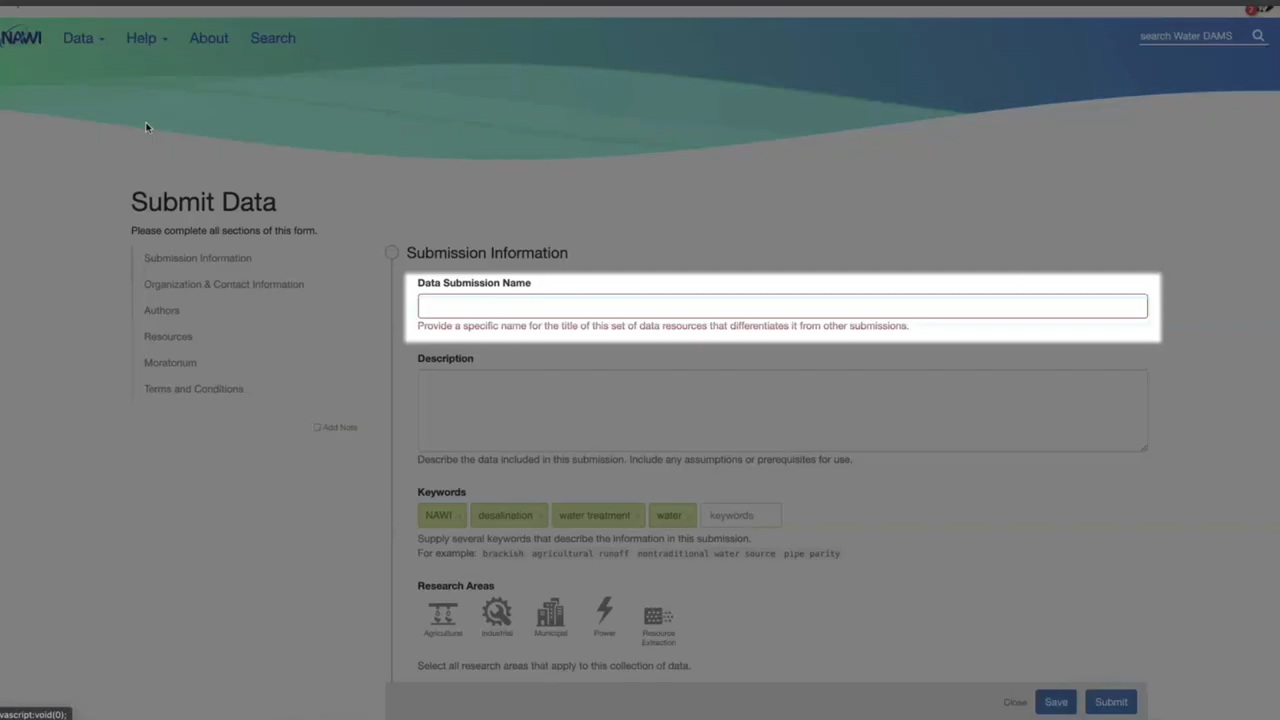 NAWI Data Help About Search
search Water DAMS
Submit Data
Please complete all sections of this form.
Submission Information
Organization & Contact Information
Authors
Resources
Moratorium
Terms and Conditions
Add Note
Submission Information
Data Submission Name
Provide a specific name for the title of this set of data resources that differentiates it from other submissions.
Description
Describe the data included in this submission. Include any assumptions or prerequisites for use.
Keywords
NAWI desalination water treatment water keywords
Supply several keywords that describe the information in this submission.
For example: brackish agricultural runoff nontraditional water source pipe parity
Research Areas
Agriculture Industrial Municipal Power Resource
Extraction
Select all research areas that apply to this collection of data.
Close Save Submit
vascript:void(0);